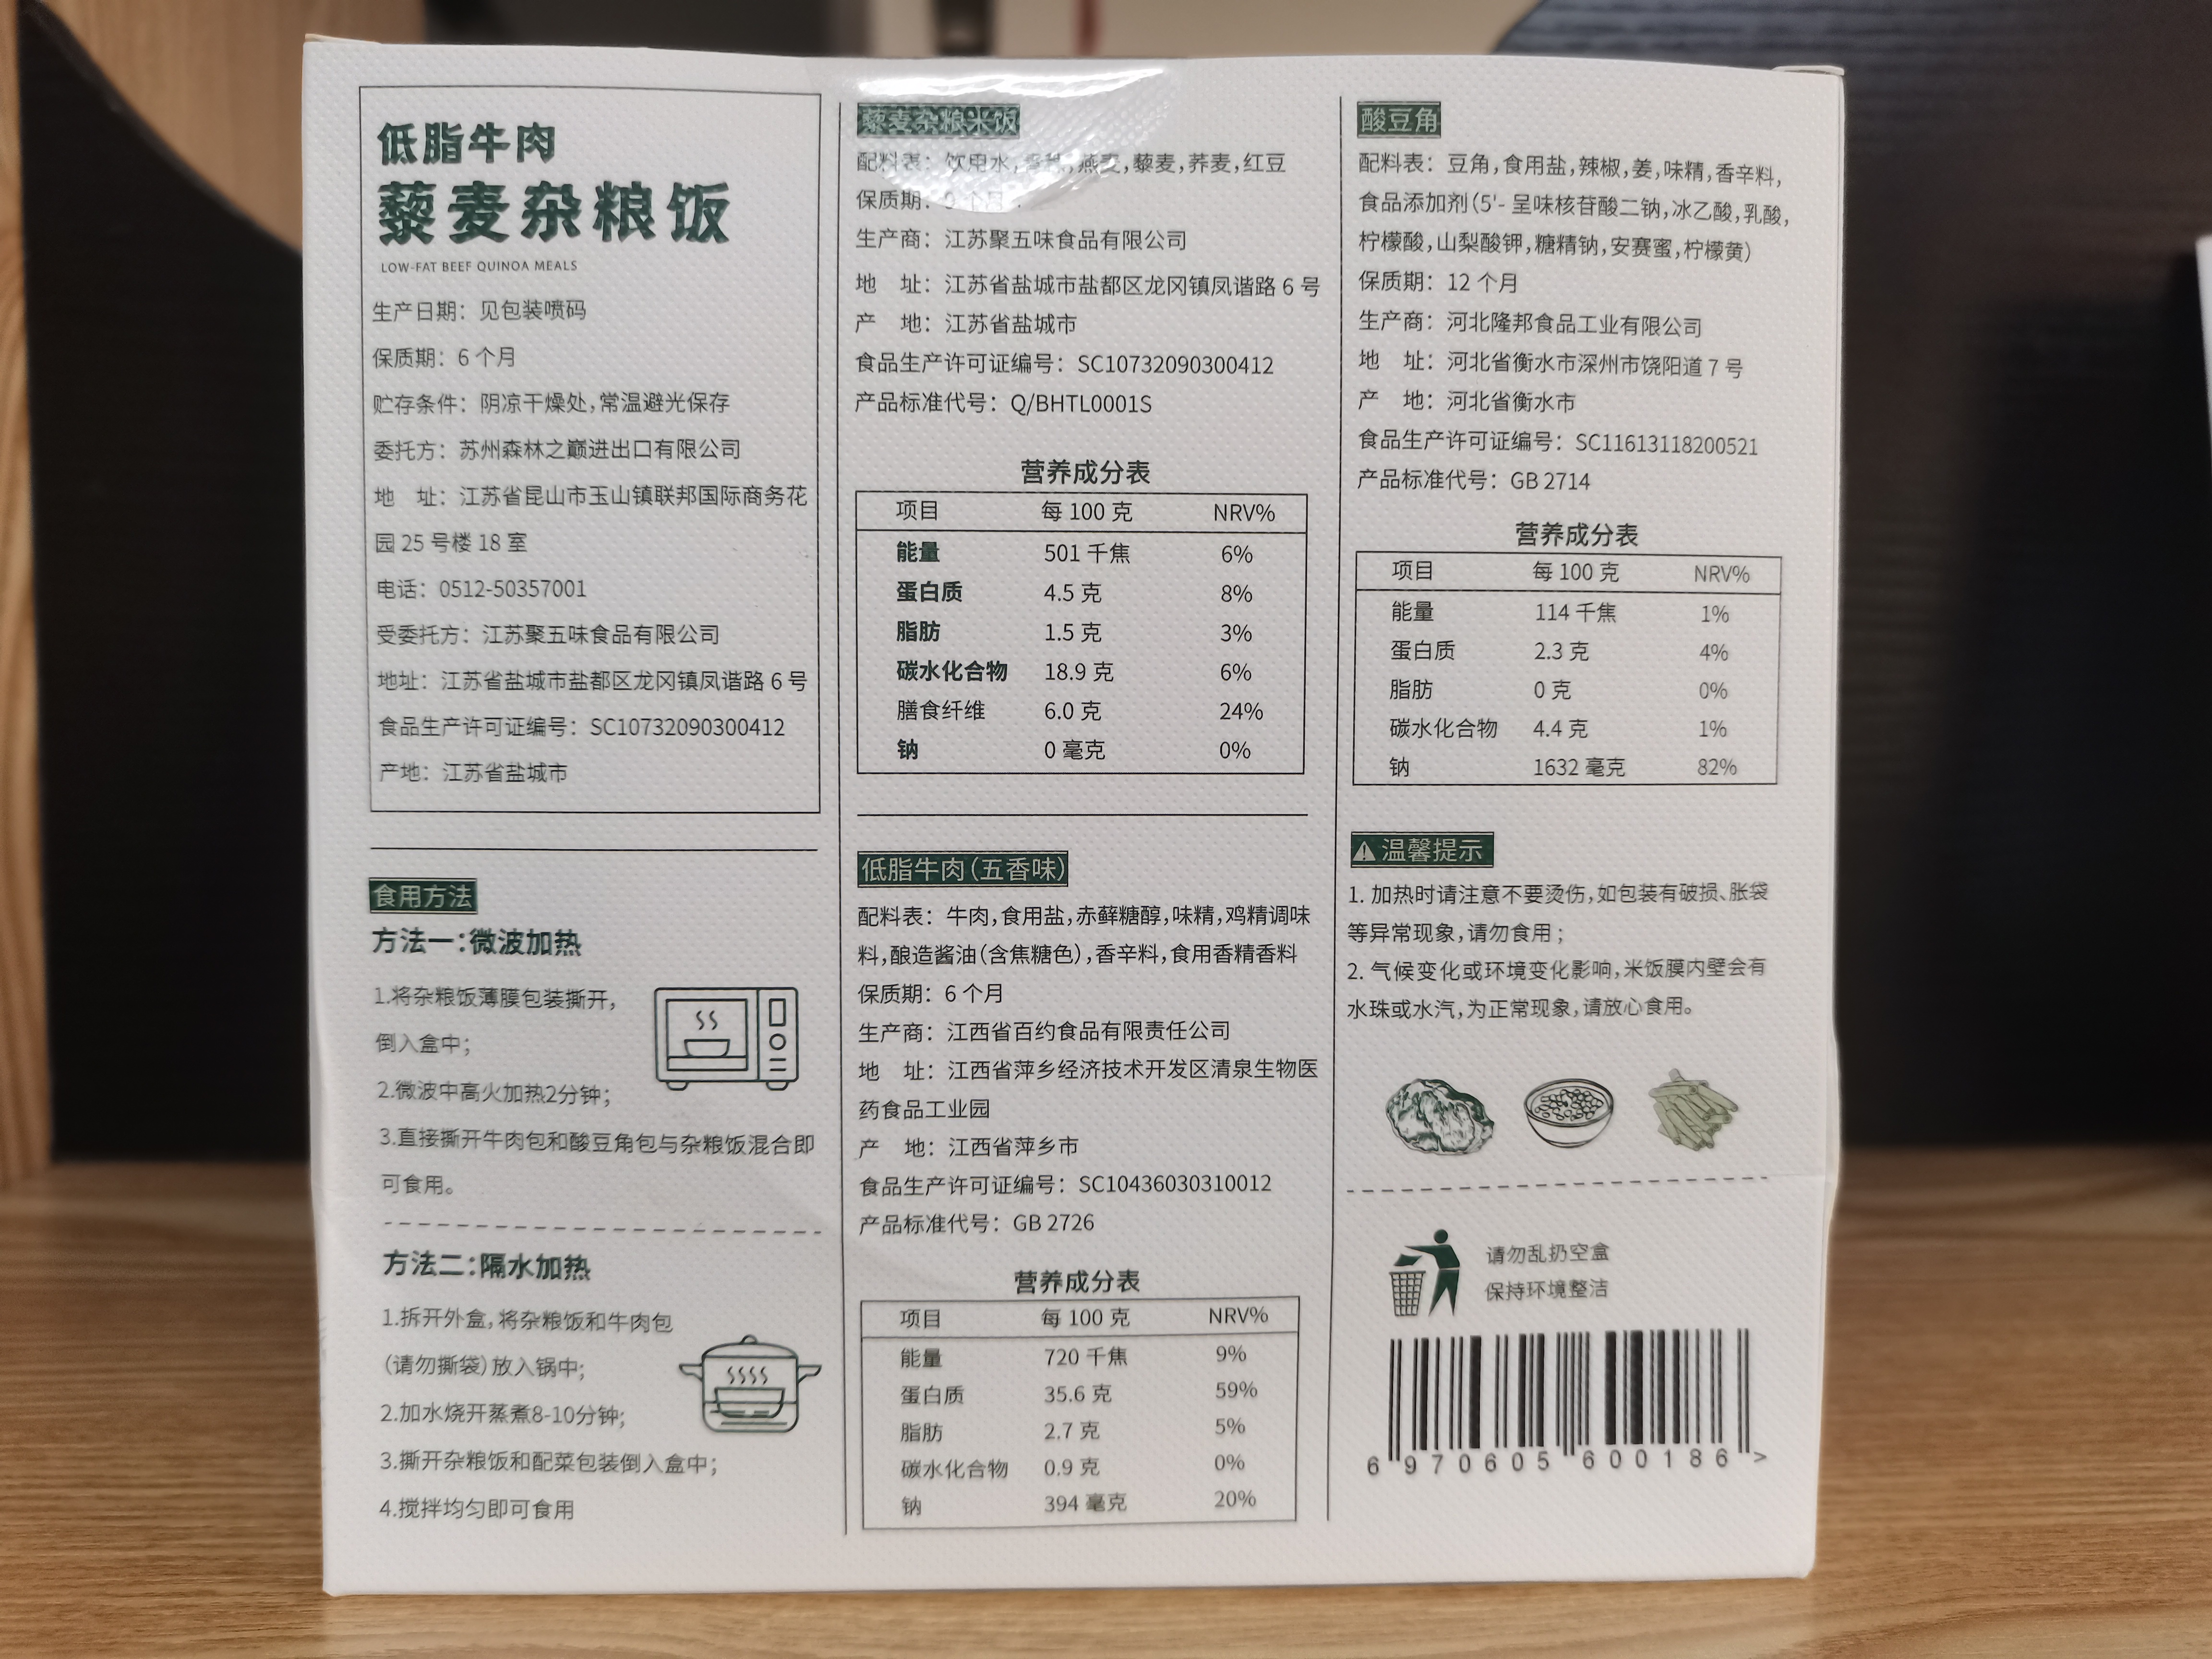 低脂牛肉
藜麦杂粮饭
LOW-FAT BEEF QUINOA MEALS
生产日期：见包装喷码
保质期：6 个月
贮存条件：阴凉干燥处,常温避光保存
委托方：苏州森林之巅进出口有限公司
地 址：江苏省昆山市玉山镇联邦国际商务花
园 25 号楼 18 室
电话：0512-50357001
受委托方：江苏聚五味食品有限公司
地址：江苏省盐城市盐都区龙冈镇凤谐路 6 号
食品生产许可证编号：SC10732090300412
产地：江苏省盐城市
食用方法
方法一:微波加热
1.将杂粮饭薄膜包装撕开，
倒入盒中；
2.微波中高火加热2分钟；
3.直接撕开牛肉包和酸豆角包与杂粮饭混合即
可食用。
方法二:隔水加热
1.拆开外盒,将杂粮饭和牛肉包
(请勿撕袋)放入锅中;
2.加水烧开蒸煮8-10分钟;
3.撕开杂粮饭和配菜包装倒入盒中；
4.搅拌均匀即可食用
藜麦杂粮米饭
配料表：饮用水,燕麦,藜麦,荞麦,红豆
保质期：个月
生产商：江苏聚五味食品有限公司
地 址：江苏省盐城市盐都区龙冈镇凤谐路 6 号
产 地：江苏省盐城市
食品生产许可证编号：SC10732090300412
产品标准代号：Q/BHTL0001S
营养成分表
项目 每 100 克 NRV%
能量 501 千焦 6%
蛋白质 4.5 克 8%
脂肪 1.5 克 3%
碳水化合物 18.9 克 6%
膳食纤维 6.0 克 24%
钠 0 毫克 0%
低脂牛肉(五香味)
配料表：牛肉,食用盐,赤藓糖醇,味精,鸡精调味
料,酿造酱油(含焦糖色),香辛料,食用香精香料
保质期：6 个月
生产商：江西省百约食品有限责任公司
地 址：江西省萍乡经济技术开发区清泉生物医
药食品工业园
产 地：江西省萍乡市
食品生产许可证编号：SC10436030310012
产品标准代号：GB 2726
营养成分表
项目 每 100 克 NRV%
能量 720 千焦 9%
蛋白质 35.6 克 59%
脂肪 2.7 克 5%
碳水化合物 0.9 克 0%
钠 394 毫克 20%
酸豆角
配料表：豆角,食用盐,辣椒,姜,味精,香辛料,
食品添加剂(5'- 呈味核苷酸二钠,冰乙酸,乳酸,
柠檬酸,山梨酸钾,糖精钠,安赛蜜,柠檬黄)
保质期：12 个月
生产商：河北隆邦食品工业有限公司
地 址：河北省衡水市深州市饶阳道 7 号
产 地：河北省衡水市
食品生产许可证编号：SC11613118200521
产品标准代号：GB 2714
营养成分表
项目 每 100 克 NRV%
能量 114 千焦 1%
蛋白质 2.3 克 4%
脂肪 0 克 0%
碳水化合物 4.4 克 1%
钠 1632 毫克 82%
温馨提示
1. 加热时请注意不要烫伤,如包装有破损、胀袋
等异常现象,请勿食用；
2. 气候变化或环境变化影响,米饭膜内壁会有
水珠或水汽,为正常现象,请放心食用。
请勿乱扔空盒
保持环境整洁
6 970605 600186 >